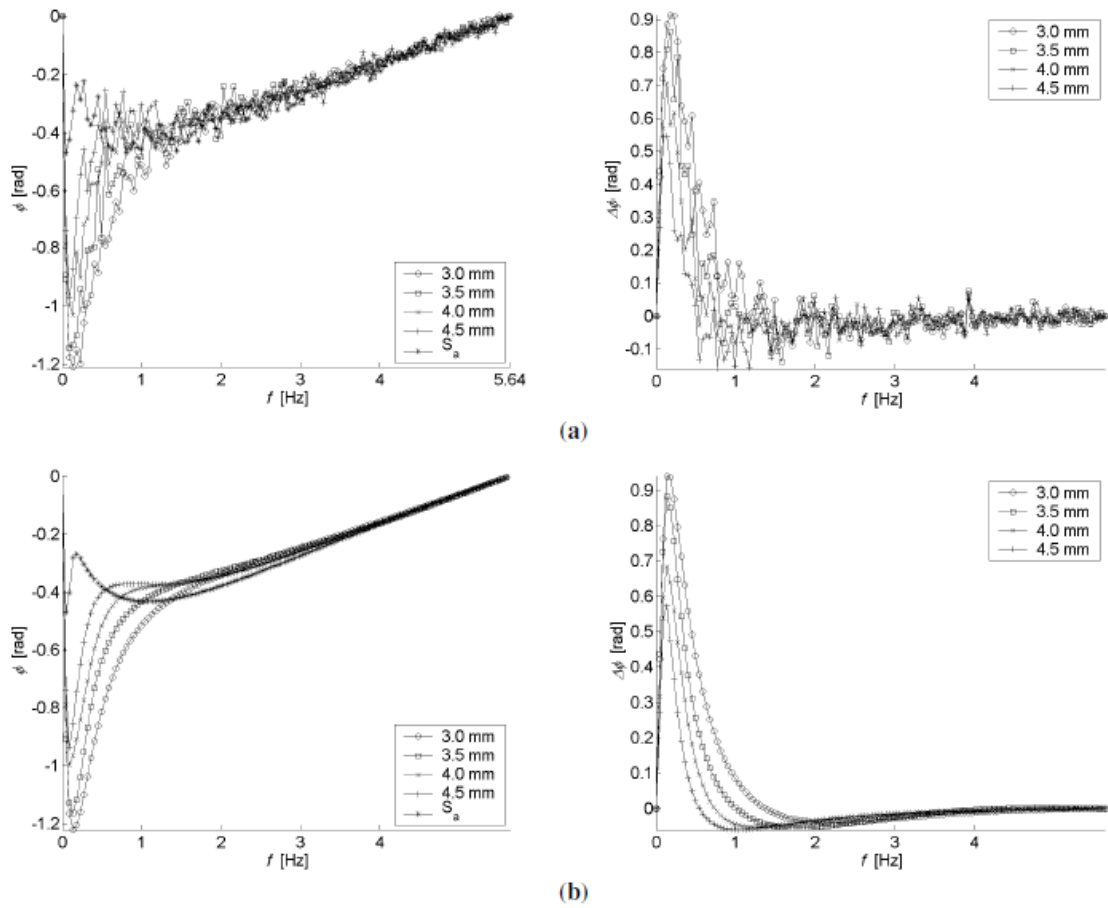 0
-0.2
-0.4
-0.6
-0.8
-1
-1.2
ϕ [rad]
0 1 2 3 4 5.64
f [Hz]
3.0 mm
3.5 mm
4.0 mm
4.5 mm
Sa
0.9
0.8
0.7
0.6
0.5
0.4
0.3
0.2
0.1
0
-0.1
Δϕ [rad]
0 1 2 3 4
f [Hz]
3.0 mm
3.5 mm
4.0 mm
4.5 mm
(a)
0
-0.2
-0.4
-0.6
-0.8
-1
-1.2
ϕ [rad]
0 1 2 3 4
f [Hz]
3.0 mm
3.5 mm
4.0 mm
4.5 mm
Sa
0.9
0.8
0.7
0.6
0.5
0.4
0.3
0.2
0.1
0
Δϕ [rad]
0 1 2 3 4
f [Hz]
3.0 mm
3.5 mm
4.0 mm
4.5 mm
(b)